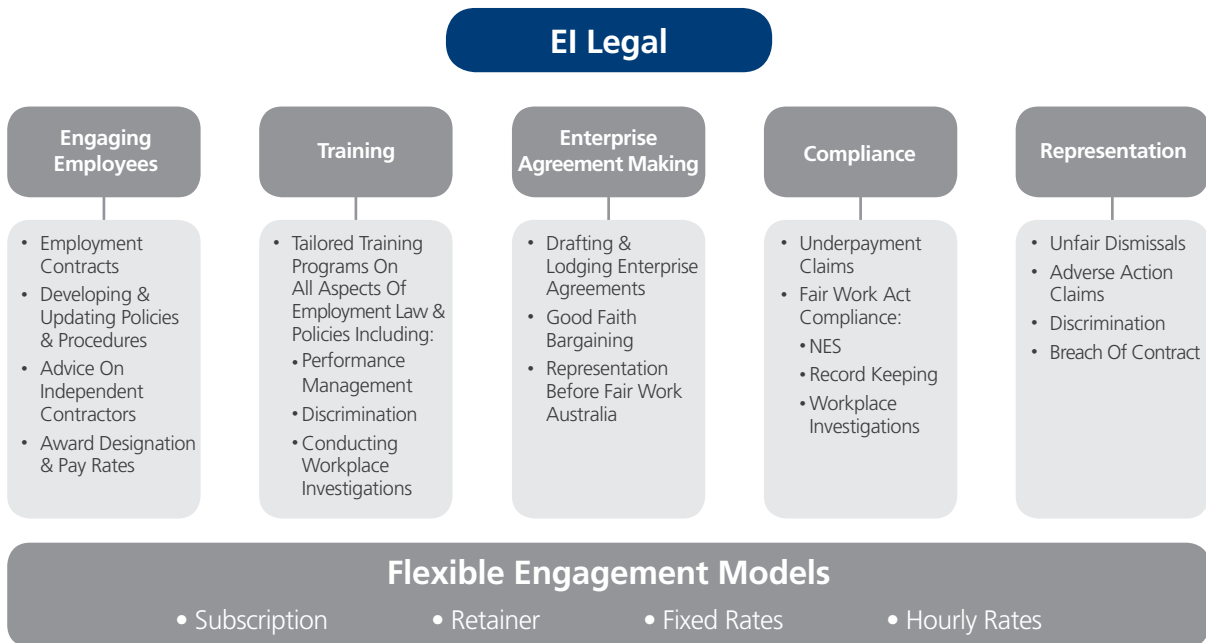 EI Legal
Engaging
Employees
• Employment
Contracts
• Developing &
Updating Policies
& Procedures
• Advice On
Independent
Contractors
• Award Designation
& Pay Rates
Training
• Tailored Training
Programs On
All Aspects Of
Employment Law &
Policies Including:
• Performance
Management
• Discrimination
• Conducting
Workplace
Investigations
Enterprise
Agreement Making
• Drafting &
Lodging Enterprise
Agreements
• Good Faith
Bargaining
• Representation
Before Fair Work
Australia
Compliance
• Underpayment
Claims
• Fair Work Act
Compliance:
• NES
• Record Keeping
• Workplace
Investigations
Representation
• Unfair Dismissals
• Adverse Action
Claims
• Discrimination
• Breach Of Contract
Flexible Engagement Models
• Subscription • Retainer • Fixed Rates • Hourly Rates